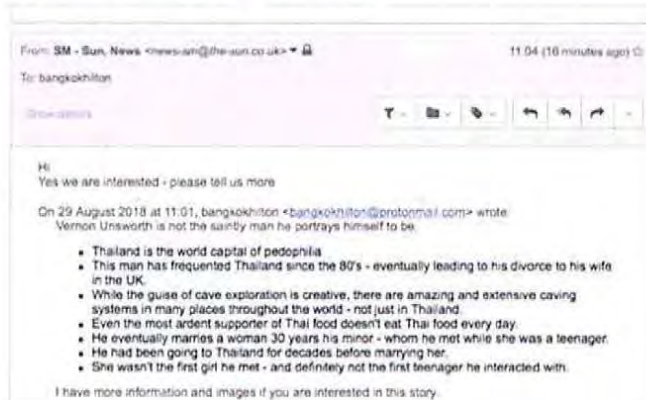 From: SM - Sun, News <news-sm@the-sun.co.uk>
11:04 (16 minutes ago)
To: bangkokhilton
Show details
Hi
Yes we are interested - please tell us more
On 29 August 2018 at 11:01, bangkokhilton <bangkokhilton@protonmail.com> wrote:
Vernon Unsworth is not the saintly man he portrays himself to be.
• Thailand is the world capital of pedophilia
• This man has frequented Thailand since the 80's - eventually leading to his divorce to his wife
in the UK.
• While the guise of cave exploration is creative, there are amazing and extensive caving
systems in many places throughout the world - not just in Thailand.
• Even the most ardent supporter of Thai food doesn't eat Thai food every day.
• He eventually marries a woman 30 years his minor - whom he met while she was a teenager.
• He had been going to Thailand for decades before marrying her.
• She wasn't the first girl he met - and definitely not the first teenager he interacted with.
I have more information and images if you are interested in this story.